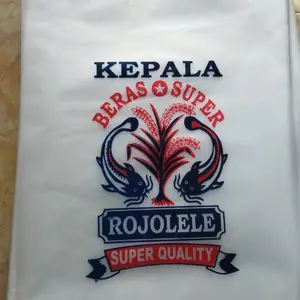 KEPALA
BERAS SUPER
ROJOLELE
SUPER QUALITY